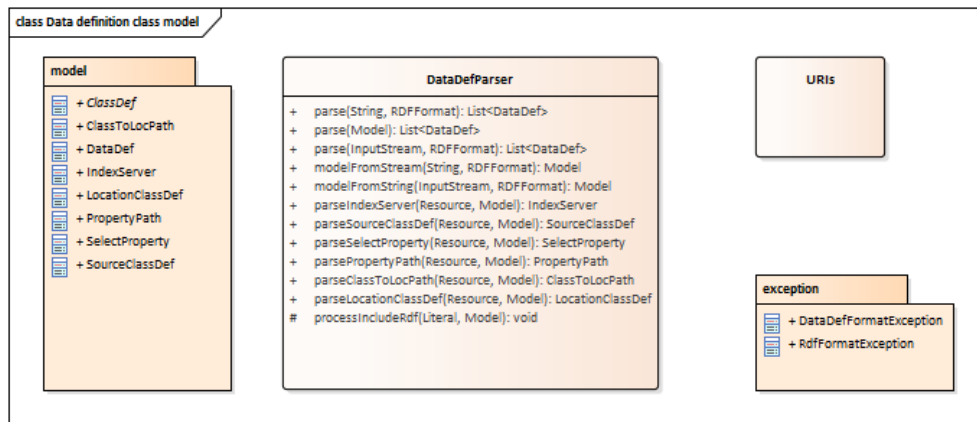 class Data definition class model
model
+ ClassDef
+ ClassToLocPath
+ DataDef
+ IndexServer
+ LocationClassDef
+ PropertyPath
+ SelectProperty
+ SourceClassDef
DataDefParser
+ parse(String, RDFFormat): List<DataDef>
+ parse(Model): List<DataDef>
+ parse(InputStream, RDFFormat): List<DataDef>
+ modelFromStream(String, RDFFormat): Model
+ modelFromString(InputStream, RDFFormat): Model
+ parseIndexServer(Resource, Model): IndexServer
+ parseSourceClassDef(Resource, Model): SourceClassDef
+ parseSelectProperty(Resource, Model): SelectProperty
+ parsePropertyPath(Resource, Model): PropertyPath
+ parseClassToLocPath(Resource, Model): ClassToLocPath
+ parseLocationClassDef(Resource, Model): LocationClassDef
# processIncludeRdf(Literal, Model): void
URIs
exception
+ DataDefFormatException
+ RdfFormatException